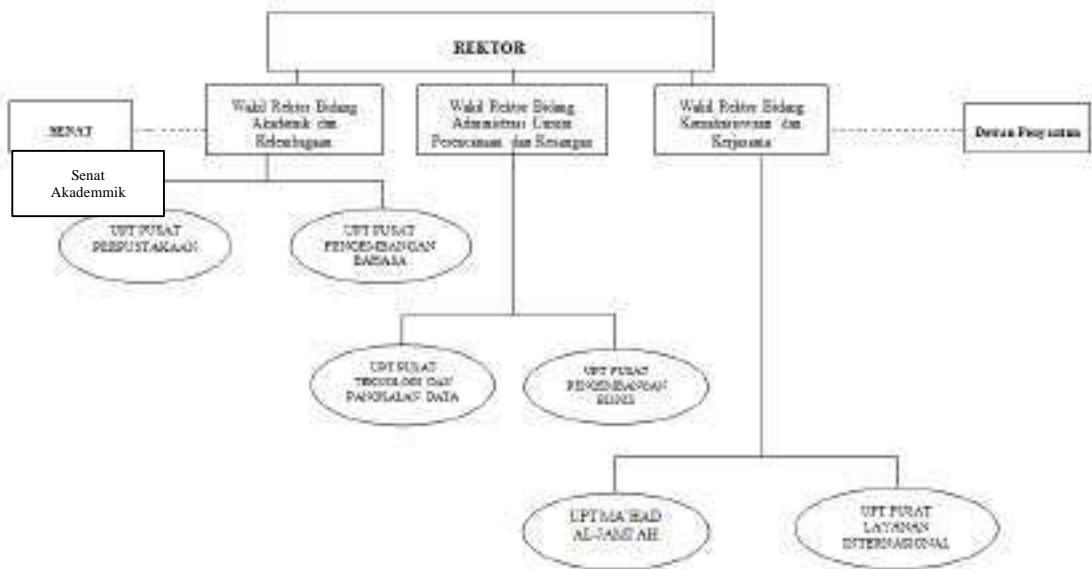 REKTOR
SENAT
Wakil Rektor Bidang
Akademik dan
Kelembagaan
Wakil Rektor Bidang
Administrasi Umum
Perencanaan dan Keuangan
Wakil Rektor Bidang
Kemahasiswaan dan
Kerjasama
Dewan Penyantun
Senat
Akademmik
UPT PUSAT
PERPUSTAKAAN
UPT PUSAT
PENGEMBANGAN
BAHASA
UPT PUSAT
TEKNOLOGI DAN
PANGKALAN DATA
UPT PUSAT
PENGEMBANGAN
BISNIS
UPT MA'HAD
AL-JAMI'AH
UPT PUSAT
LAYANAN
INTERNASIONAL